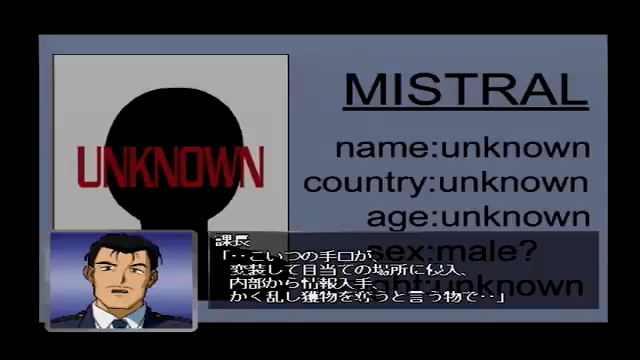 MISTRAL
UNKNOWN
name:unknown
country:unknown
age:unknown
sex:male?
ght:unknown
課長
「‥こいつの手口が、
変装して目当ての場所に侵入、
内部から情報入手、
かく乱し獲物を奪うと言う物で‥」